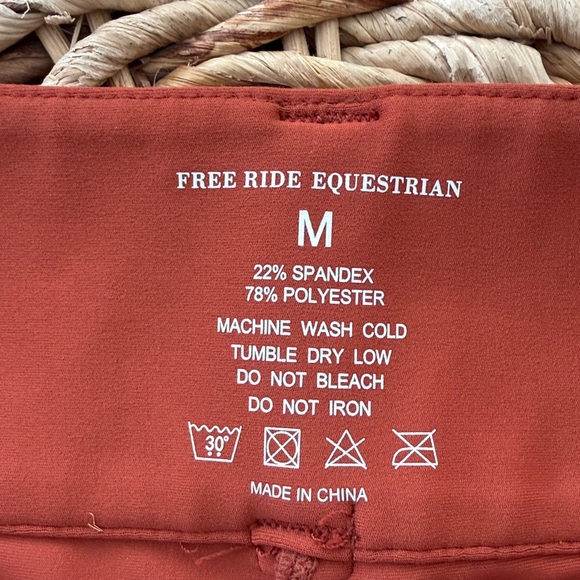 FREE RIDE EQUESTRIAN
M
22% SPANDEX
78% POLYESTER
MACHINE WASH COLD
TUMBLE DRY LOW
DO NOT BLEACH
DO NOT IRON
30°
MADE IN CHINA